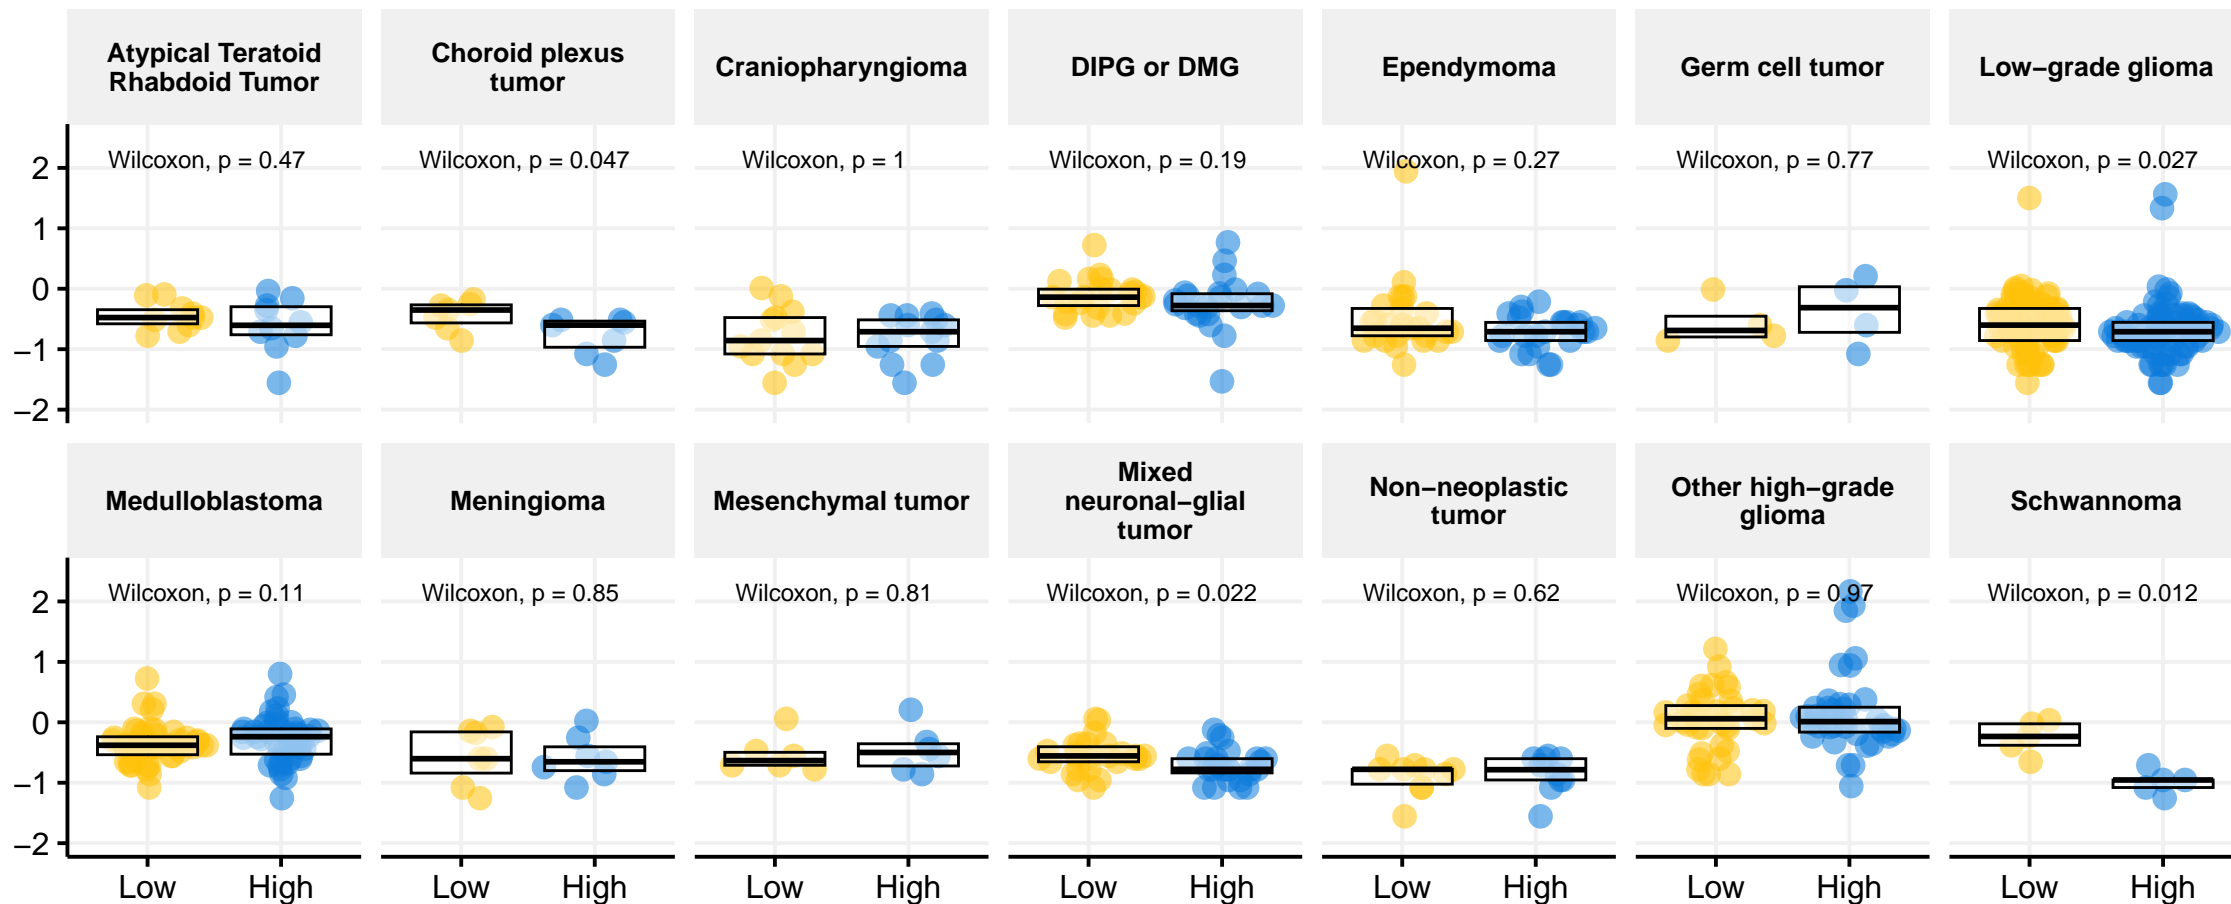 Atypical Teratoid
Rhabdoid Tumor
Choroid plexus
tumor
Craniopharyngioma
DIPG or DMG
Ependymoma
Germ cell tumor
Low−grade glioma
Wilcoxon, p = 0.47
Wilcoxon, p = 0.047
Wilcoxon, p = 1
Wilcoxon, p = 0.19
Wilcoxon, p = 0.27
Wilcoxon, p = 0.77
Wilcoxon, p = 0.027
2
1
0
−1
−2
Medulloblastoma
Meningioma
Mesenchymal tumor
Mixed
neuronal−glial
tumor
Non−neoplastic
tumor
Other high−grade
glioma
Schwannoma
Wilcoxon, p = 0.11
Wilcoxon, p = 0.85
Wilcoxon, p = 0.81
Wilcoxon, p = 0.022
Wilcoxon, p = 0.62
Wilcoxon, p = 0.97
Wilcoxon, p = 0.012
2
1
0
−1
−2
Low High Low High Low High Low High Low High Low High Low High